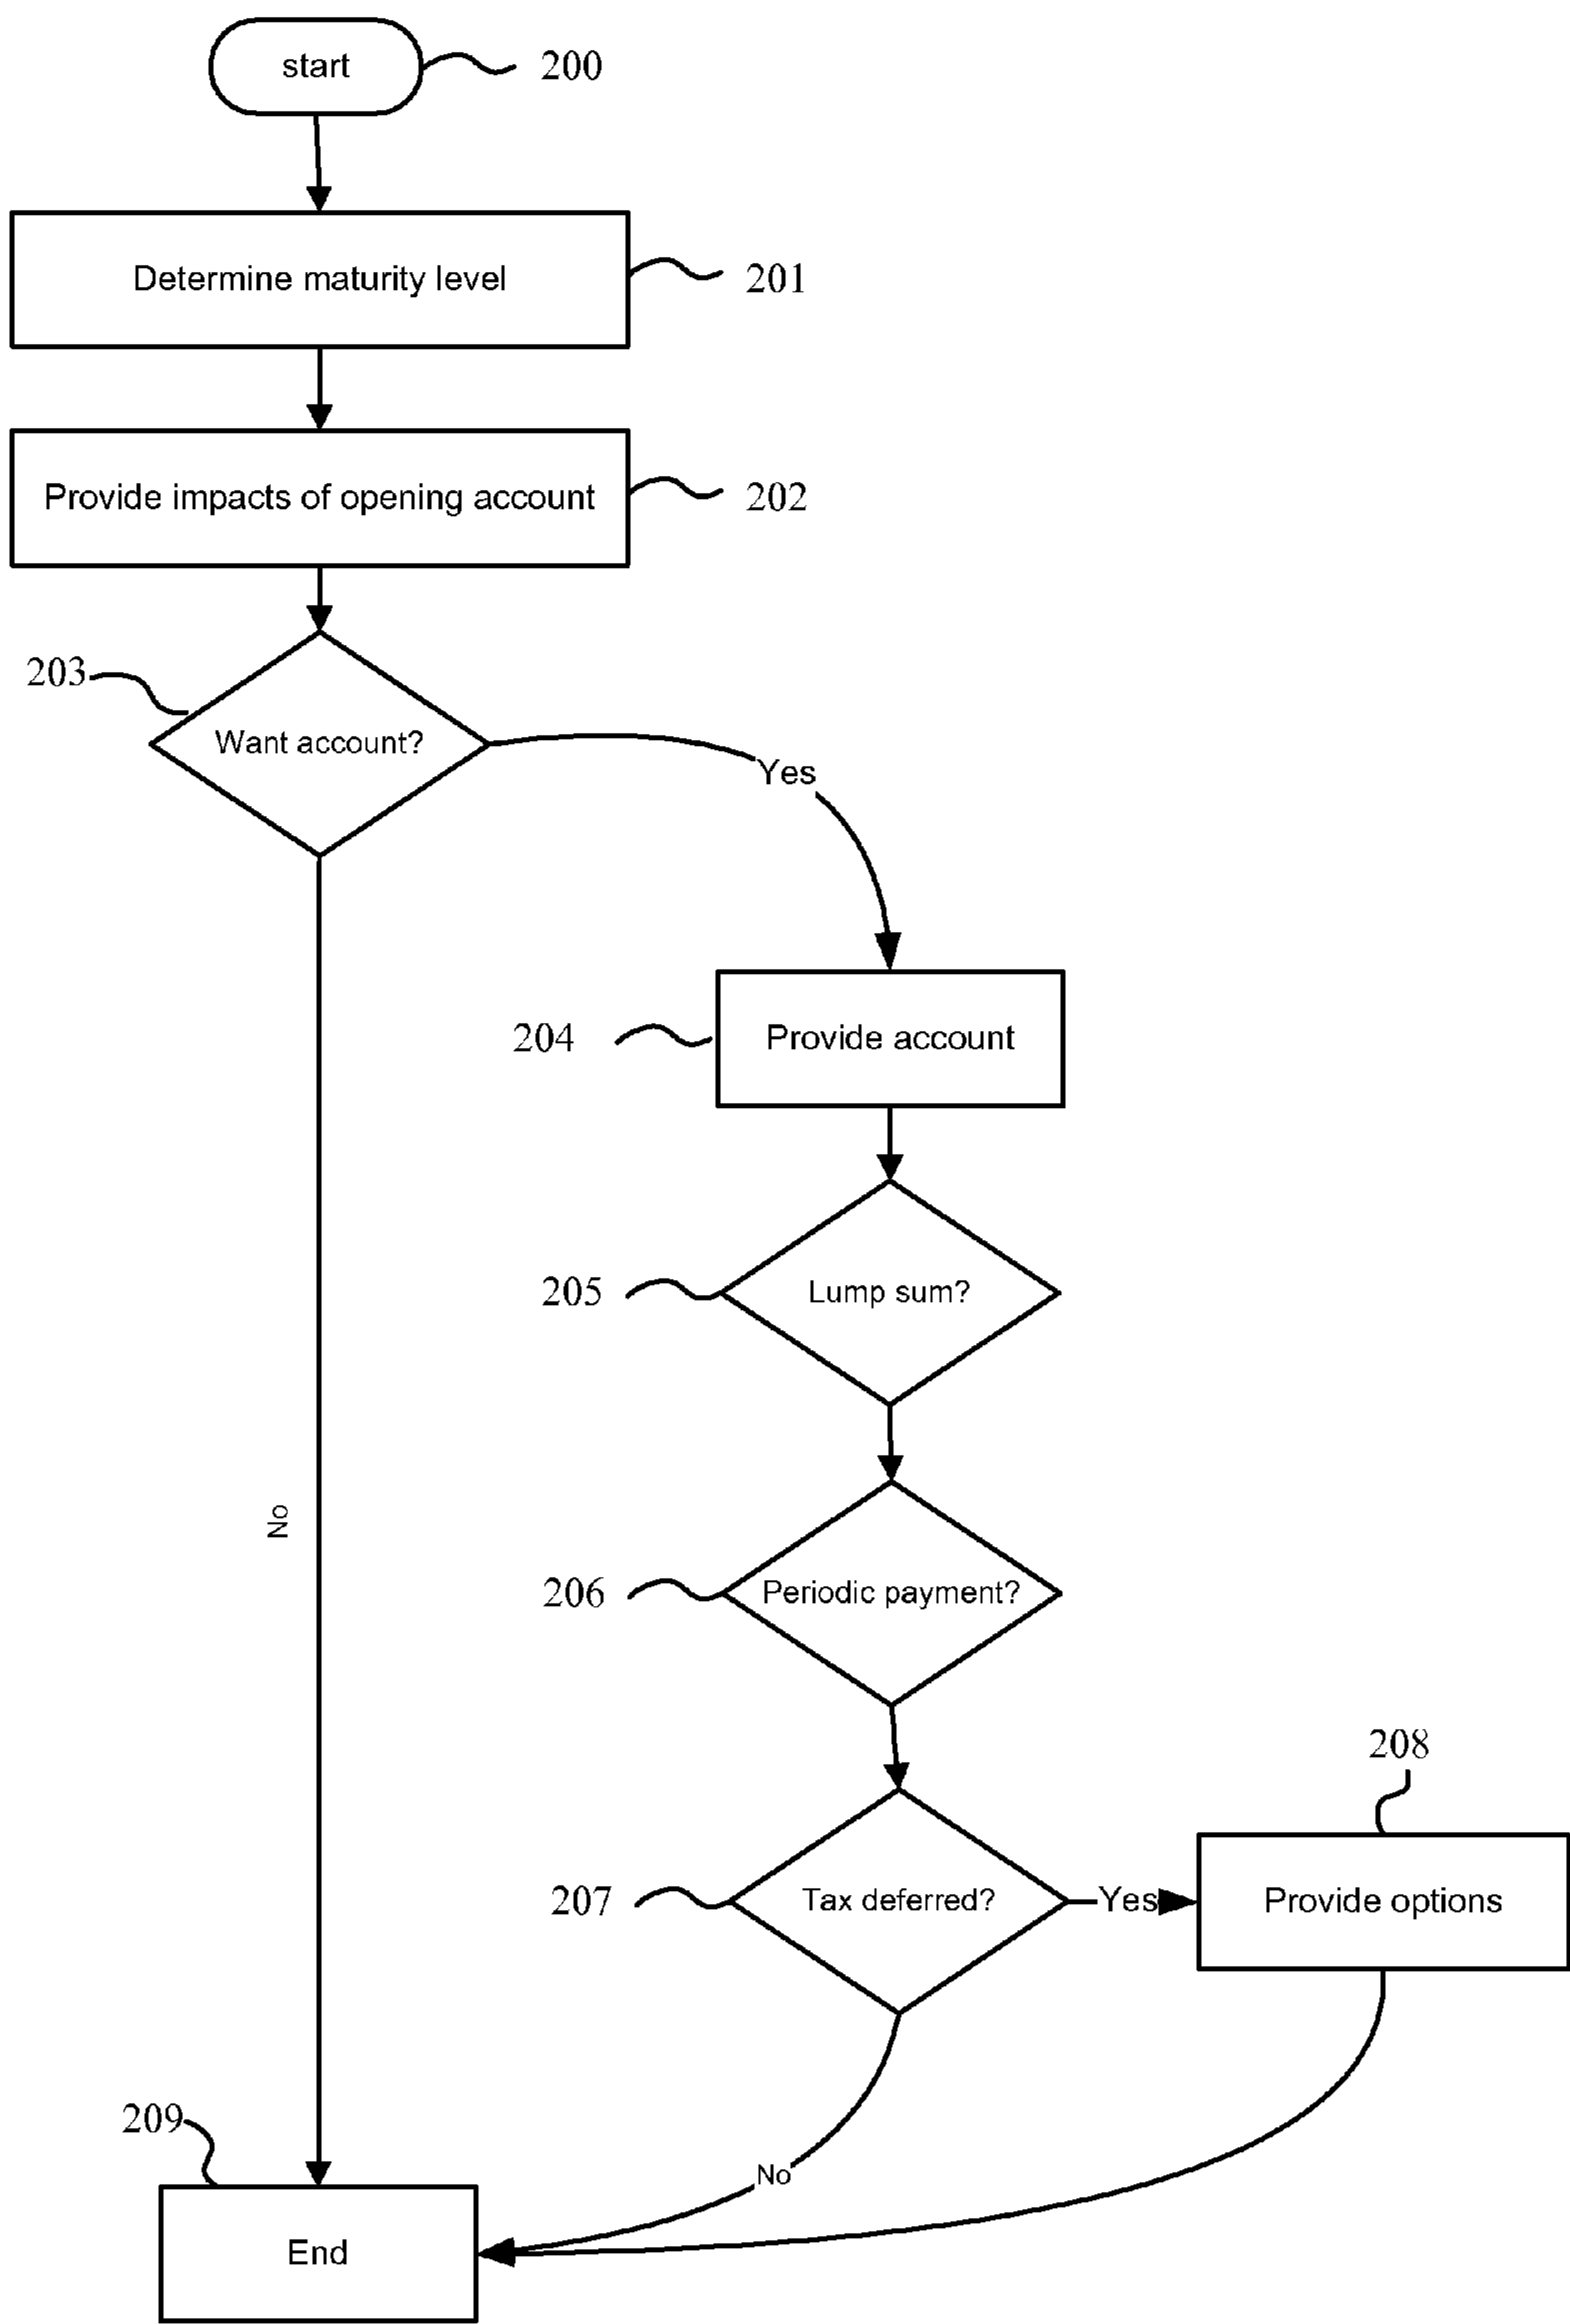 start
200
Determine maturity level
201
Provide impacts of opening account
202
203
Want account?
Yes
204
Provide account
205
Lump sum?
No
206
Periodic payment?
208
207
Tax deferred?
Yes
Provide options
209
No
End